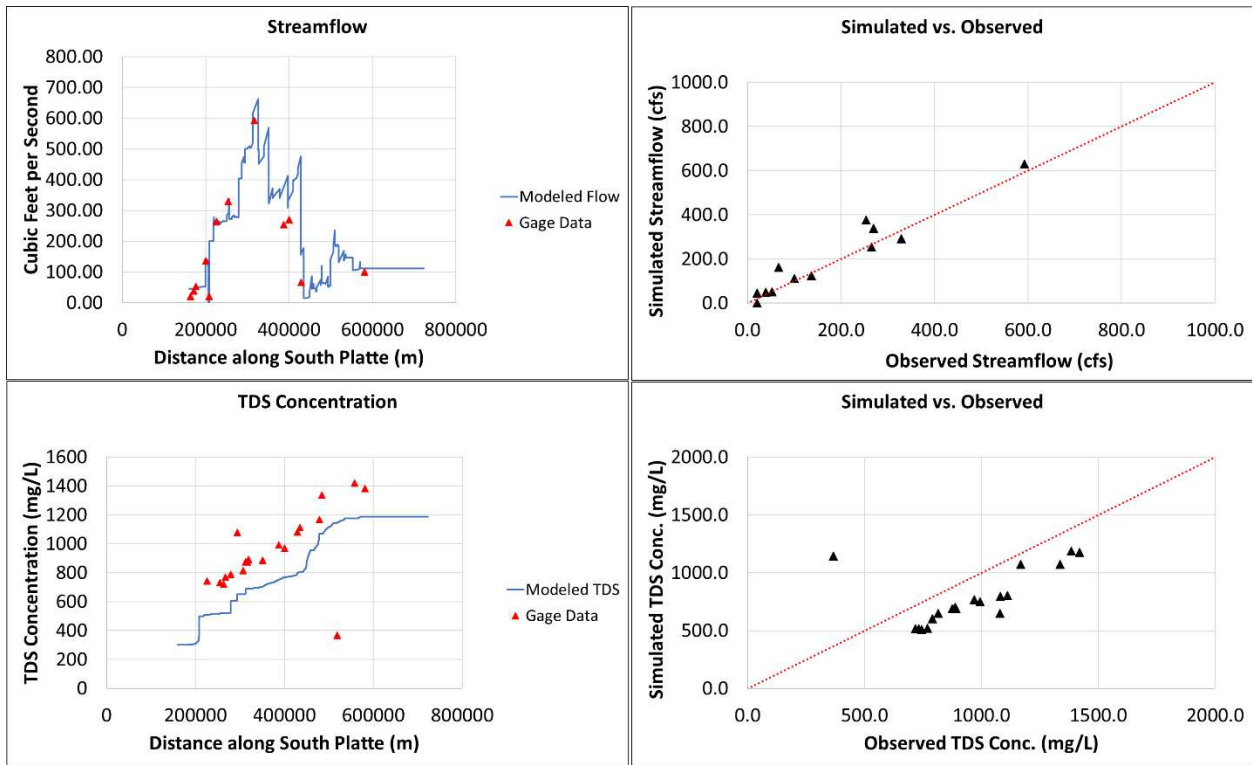 Streamflow
Cubic Feet per Second
800.00
700.00
600.00
500.00
400.00
300.00
200.00
100.00
0.00
0 200000 400000 600000 800000
Distance along South Platte (m)
Modeled Flow
Gage Data
Simulated vs. Observed
Simulated Streamflow (cfs)
1000.0
800.0
600.0
400.0
200.0
0.0
0.0 200.0 400.0 600.0 800.0 1000.0
Observed Streamflow (cfs)
TDS Concentration
TDS Concentration (mg/L)
1600
1400
1200
1000
800
600
400
200
0
0 200000 400000 600000 800000
Distance along South Platte (m)
Modeled TDS
Gage Data
Simulated vs. Observed
Simulated TDS Conc. (mg/L)
2000.0
1500.0
1000.0
500.0
0.0
0.0 500.0 1000.0 1500.0 2000.0
Observed TDS Conc. (mg/L)